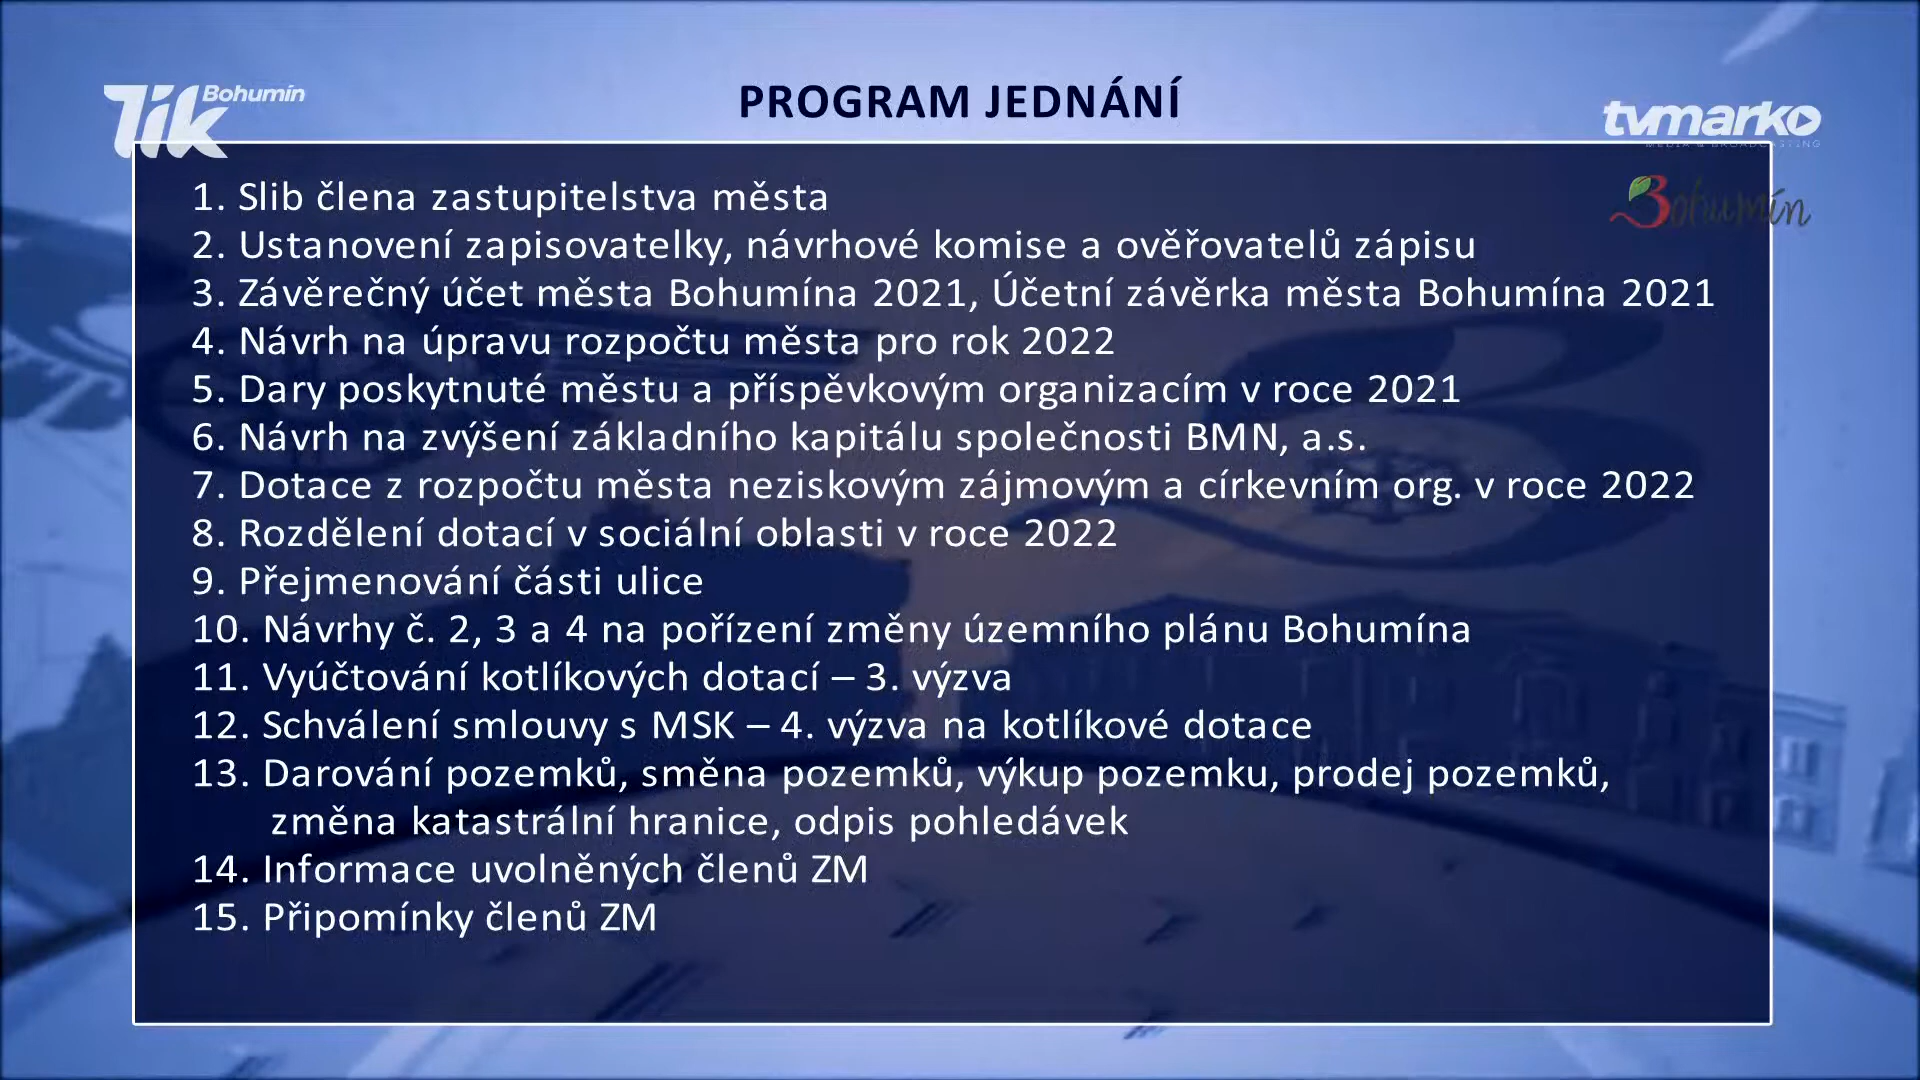 Tik Bohumín
PROGRAM JEDNÁNÍ
tvmarko
MEDIA & BROADCASTING
Bohumín
1. Slib člena zastupitelstva města
2. Ustanovení zapisovatelky, návrhové komise a ověřovatelů zápisu
3. Závěrečný účet města Bohumína 2021, Účetní závěrka města Bohumína 2021
4. Návrh na úpravu rozpočtu města pro rok 2022
5. Dary poskytnuté městu a příspěvkovým organizacím v roce 2021
6. Návrh na zvýšení základního kapitálu společnosti BMN, a.s.
7. Dotace z rozpočtu města neziskovým zájmovým a církevním org. v roce 2022
8. Rozdělení dotací v sociální oblasti v roce 2022
9. Přejmenování části ulice
10. Návrhy č. 2, 3 a 4 na pořízení změny územního plánu Bohumína
11. Vyúčtování kotlíkových dotací – 3. výzva
12. Schválení smlouvy s MSK – 4. výzva na kotlíkové dotace
13. Darování pozemků, směna pozemků, výkup pozemku, prodej pozemků,
změna katastrální hranice, odpis pohledávek
14. Informace uvolněných členů ZM
15. Připomínky členů ZM